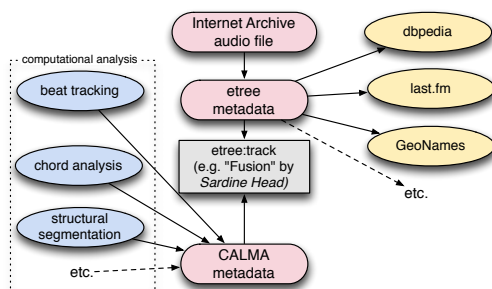 Internet Archive
audio file
dbpedia
computational analysis
beat tracking
etree
metadata
last.fm
etree:track
(e.g. "Fusion" by
Sardine Head)
GeoNames
chord analysis
etc.
structural
segmentation
etc.
CALMA
metadata